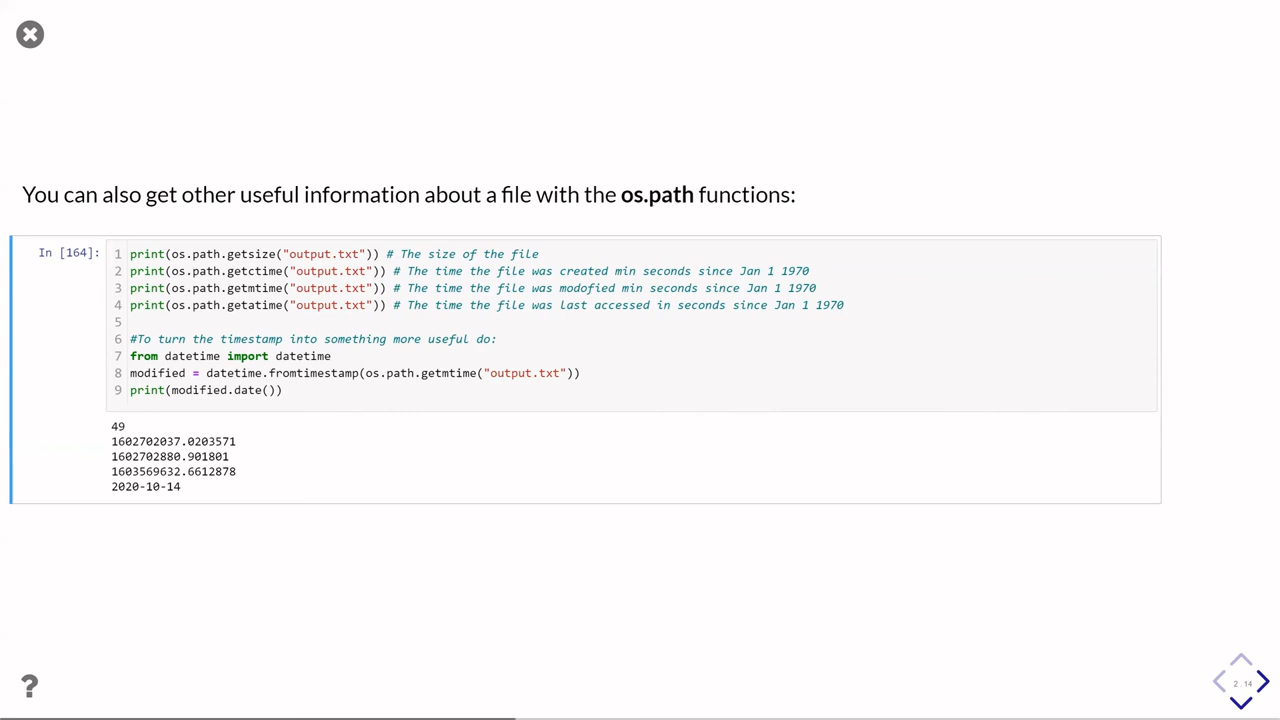 You can also get other useful information about a file with the os.path functions:
In [164]:
1 print(os.path.getsize("output.txt")) # The size of the file
2 print(os.path.getctime("output.txt")) # The time the file was created min seconds since Jan 1 1970
3 print(os.path.getmtime("output.txt")) # The time the file was modofied min seconds since Jan 1 1970
4 print(os.path.getatime("output.txt")) # The time the file was last accessed in seconds since Jan 1 1970
5
6 #To turn the timestamp into something more useful do:
7 from datetime import datetime
8 modified = datetime.fromtimestamp(os.path.getmtime("output.txt"))
9 print(modified.date())
49
1602702037.0203571
1602702880.901801
1603569632.6612878
2020-10-14
?
2.14